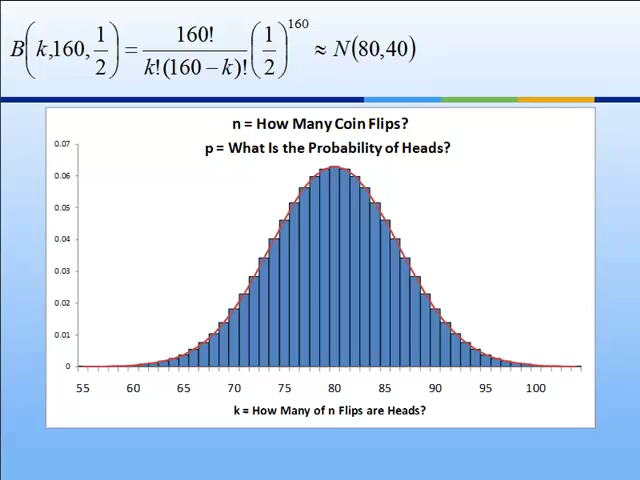 B(k,160,1/2) = 160!/k!(160−k)! (1/2)^160 ≈ N(80,40)
n = How Many Coin Flips?
p = What Is the Probability of Heads?
0.07
0.06
0.05
0.04
0.03
0.02
0.01
0
55 60 65 70 75 80 85 90 95 100
k = How Many of n Flips are Heads?